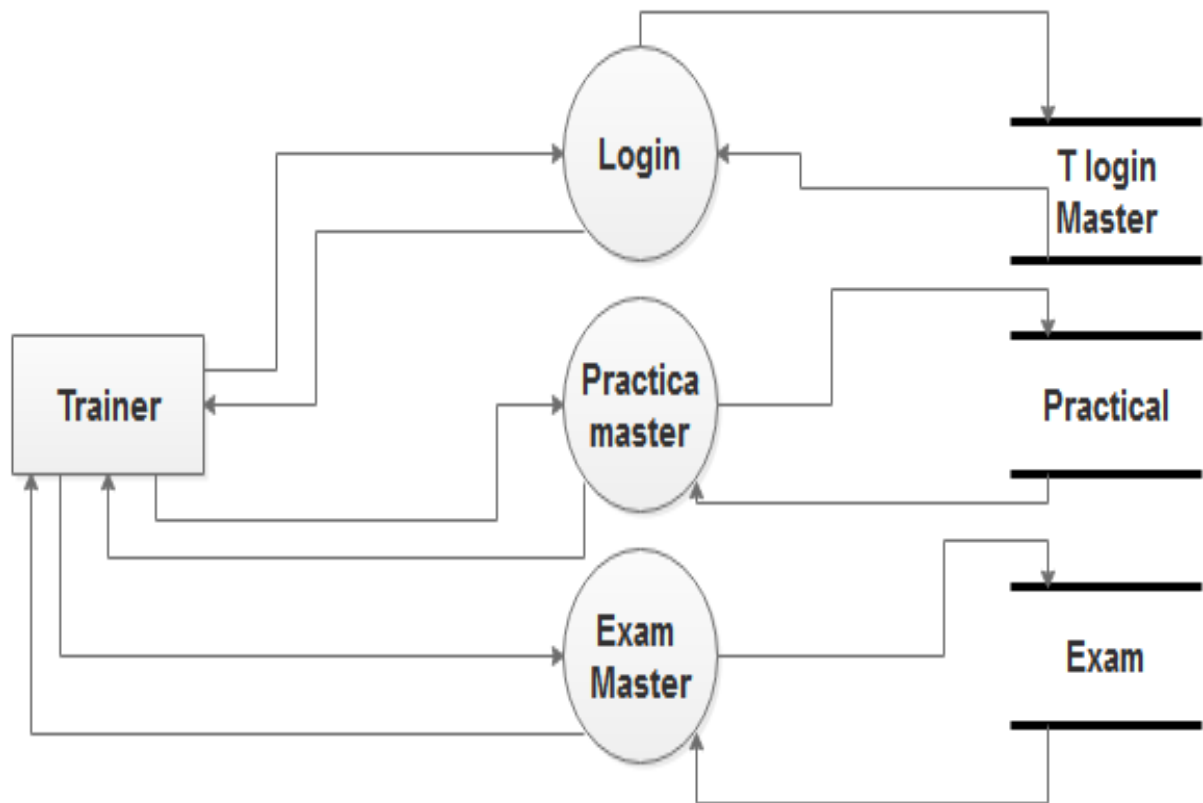 Login
T login
Master
Trainer
Practica
master
Practical
Exam
Master
Exam